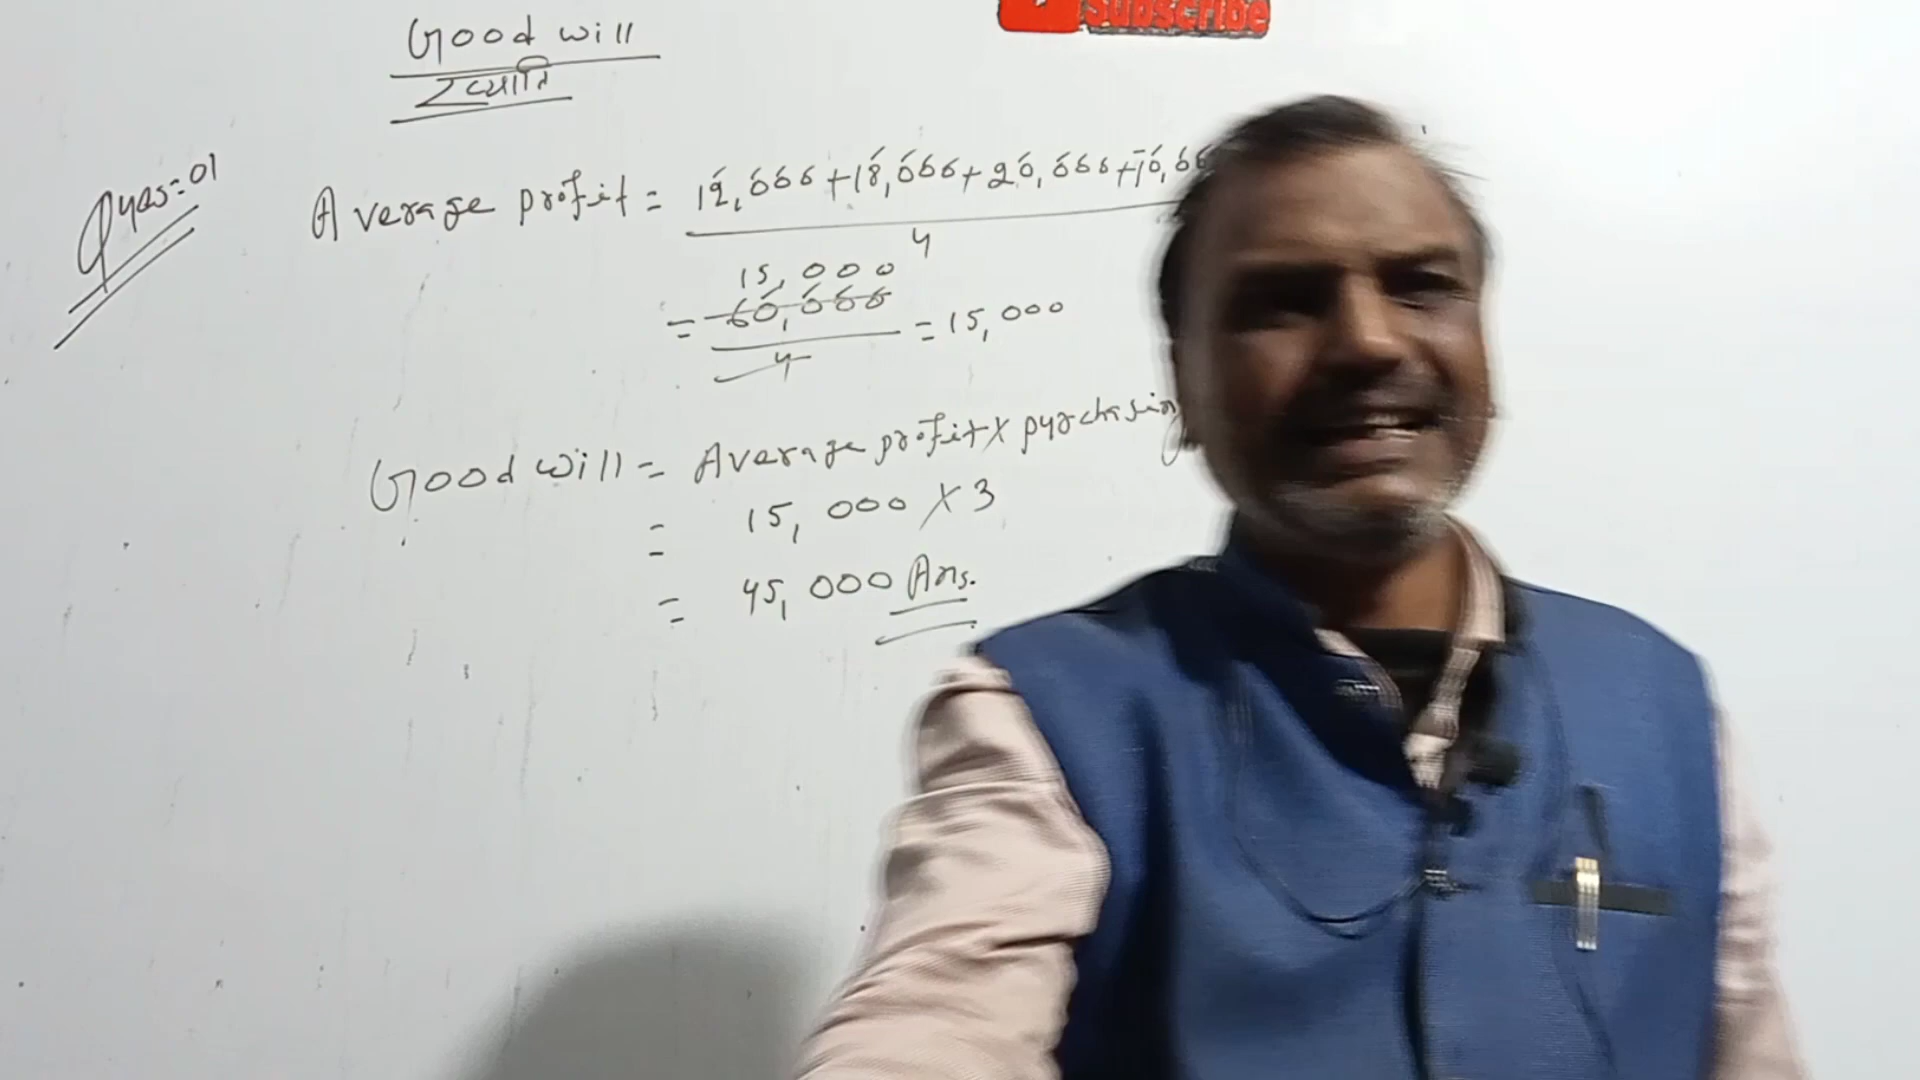 Subscribe
Good will
ख्याति
Ques=01
Average profit = 12,000+18,000+20,000+10,00
4
15,000
= 60,000 = 15,000
4
Good will = Average profit X purchasing
= 15,000 X 3
= 45,000 Ans.